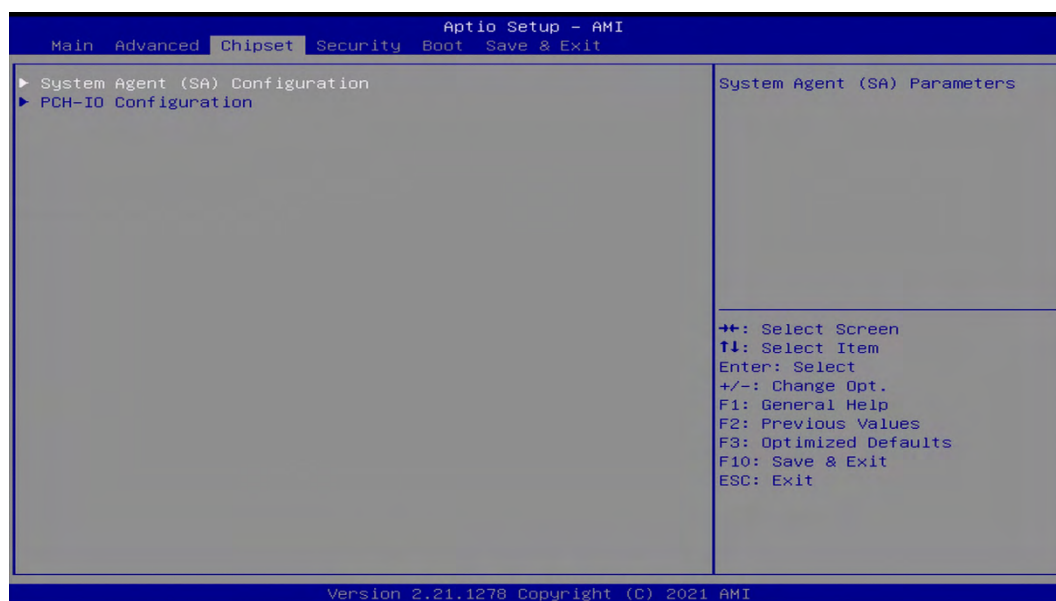 Aptio Setup – AMI
Main Advanced Chipset Security Boot Save & Exit
► System Agent (SA) Configuration
► PCH-IO Configuration
System Agent (SA) Parameters
→←: Select Screen
↑↓: Select Item
Enter: Select
+/-: Change Opt.
F1: General Help
F2: Previous Values
F3: Optimized Defaults
F10: Save & Exit
ESC: Exit
Version 2.21.1278 Copyright (C) 2021 AMI